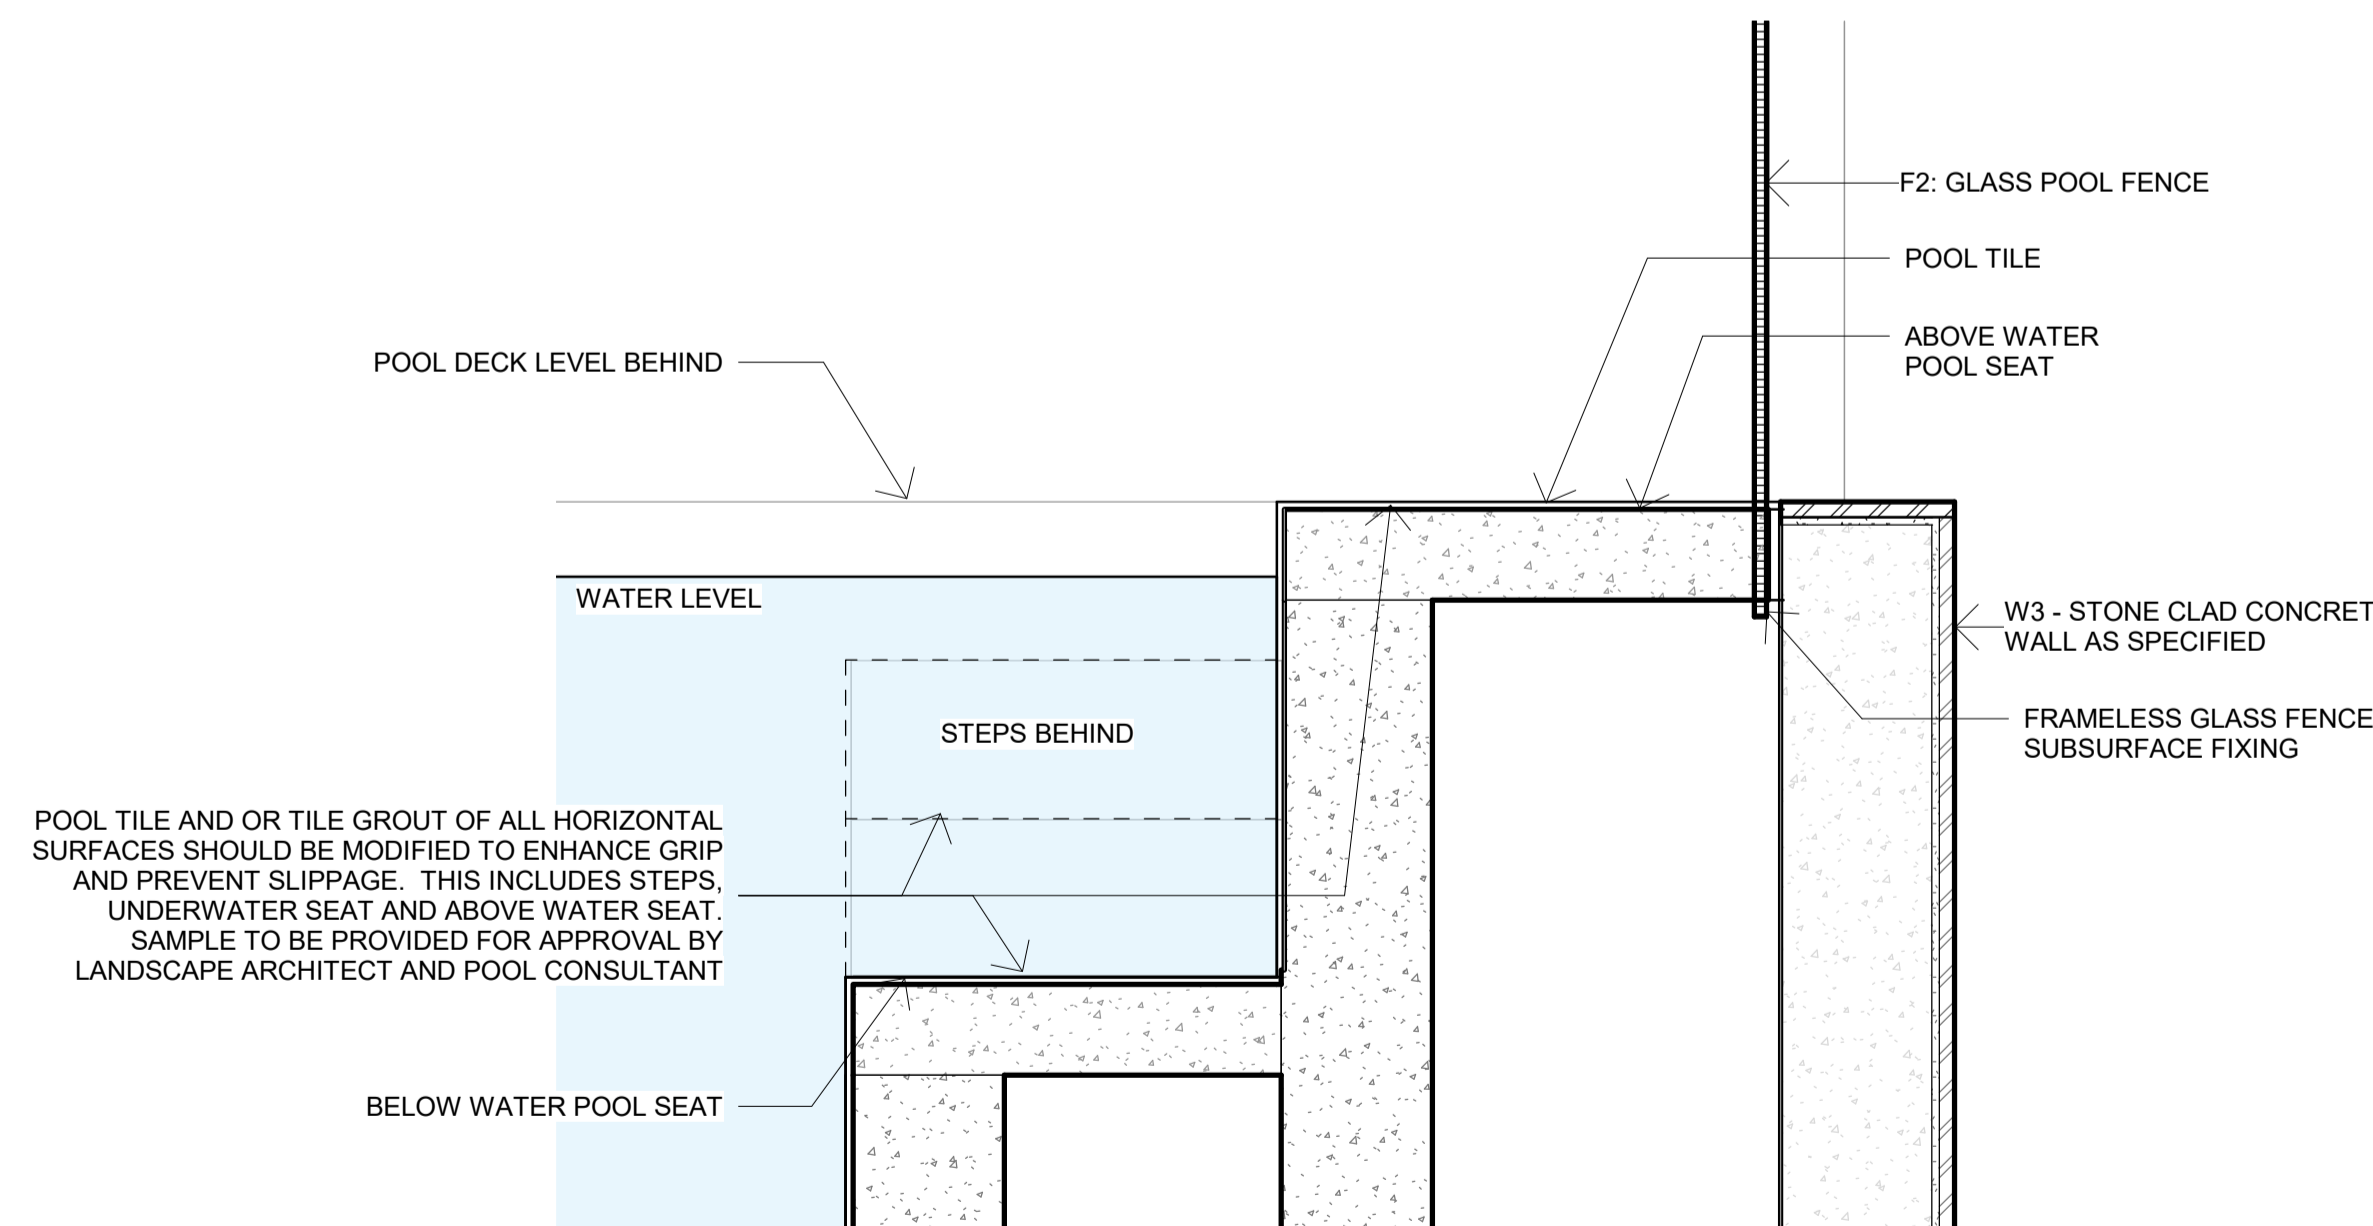 F2: GLASS POOL FENCE
POOL TILE
ABOVE WATER
POOL SEAT
POOL DECK LEVEL BEHIND
WATER LEVEL
W3 - STONE CLAD CONCRET
WALL AS SPECIFIED
STEPS BEHIND
FRAMELESS GLASS FENCE
SUBSURFACE FIXING
POOL TILE AND OR TILE GROUT OF ALL HORIZONTAL
SURFACES SHOULD BE MODIFIED TO ENHANCE GRIP
AND PREVENT SLIPPAGE.  THIS INCLUDES STEPS,
UNDERWATER SEAT AND ABOVE WATER SEAT.
SAMPLE TO BE PROVIDED FOR APPROVAL BY
LANDSCAPE ARCHITECT AND POOL CONSULTANT
BELOW WATER POOL SEAT